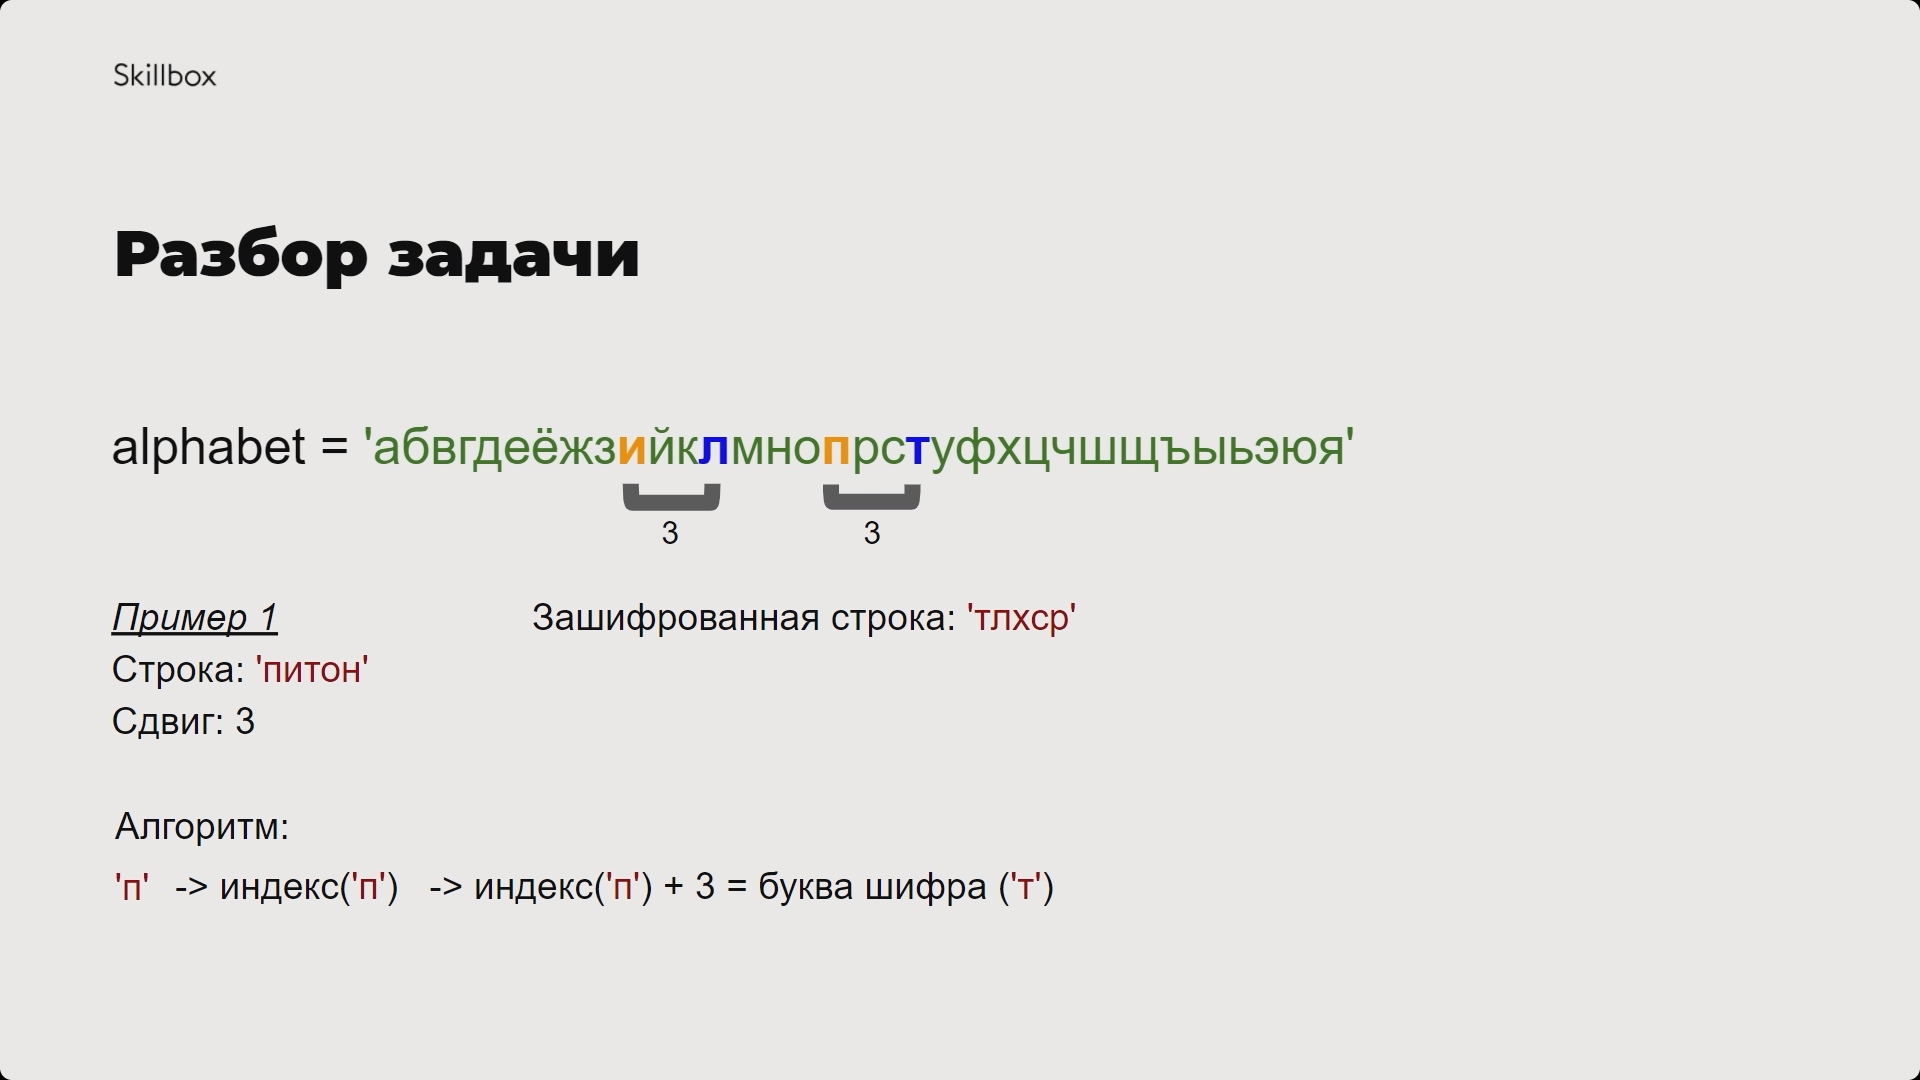 Skillbox
Разбор задачи
alphabet = 'абвгдеёжзийклмнопрстуфхцчшщъыьэюя'
3 3
Пример 1 Зашифрованная строка: 'тлхср'
Строка: 'питон'
Сдвиг: 3
Алгоритм:
'п' -> индекс('п') -> индекс('п') + 3 = буква шифра ('т')